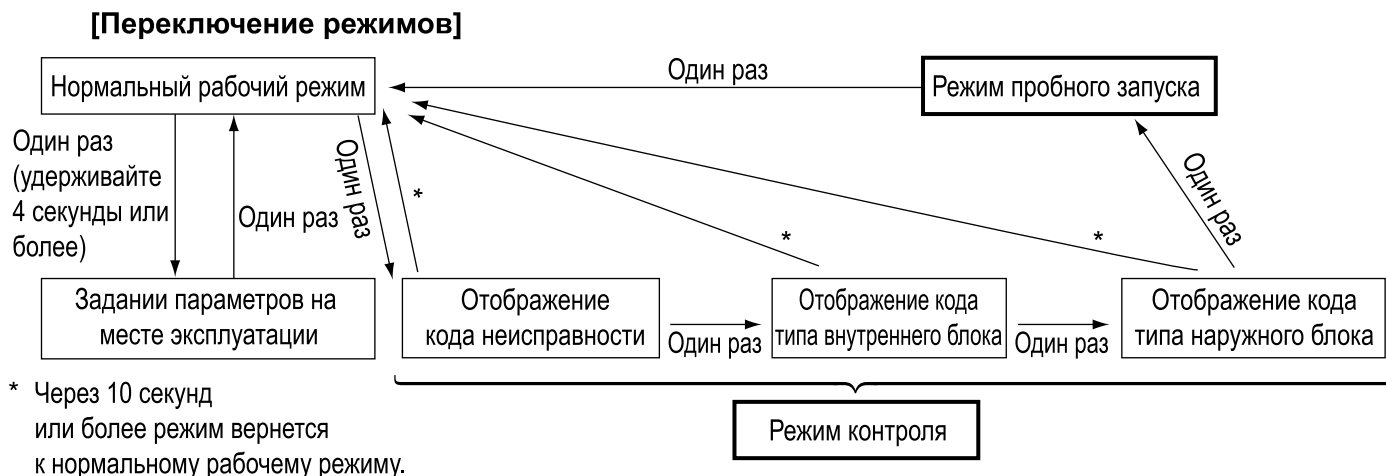 [Переключение режимов]
Нормальный рабочий режим
Один раз
Режим пробного запуска
Один раз
(удерживайте
4 секунды или
более)
Один раз
Один раз
*
*
*
Один раз
Задании параметров на
месте эксплуатации
Отображение
кода неисправности
Один раз
Отображение кода
типа внутреннего блока
Один раз
Отображение кода
типа наружного блока
* Через 10 секунд
или более режим вернется
к нормальному рабочему режиму.
Режим контроля